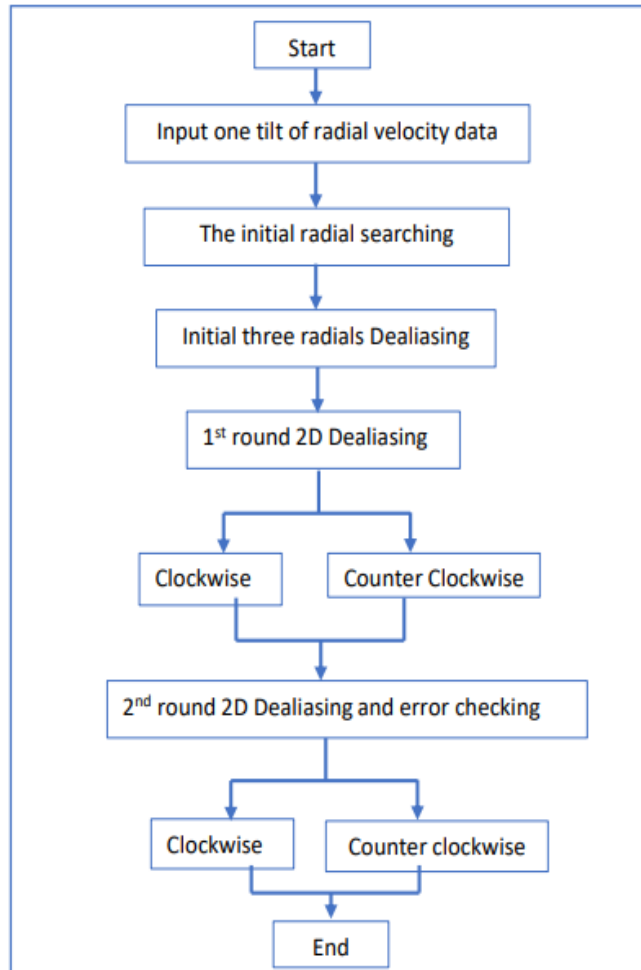 Start
Input one tilt of radial velocity data
The initial radial searching
Initial three radials Dealiasing
1st round 2D Dealiasing
Clockwise
Counter Clockwise
2nd round 2D Dealiasing and error checking
Clockwise
Counter clockwise
End